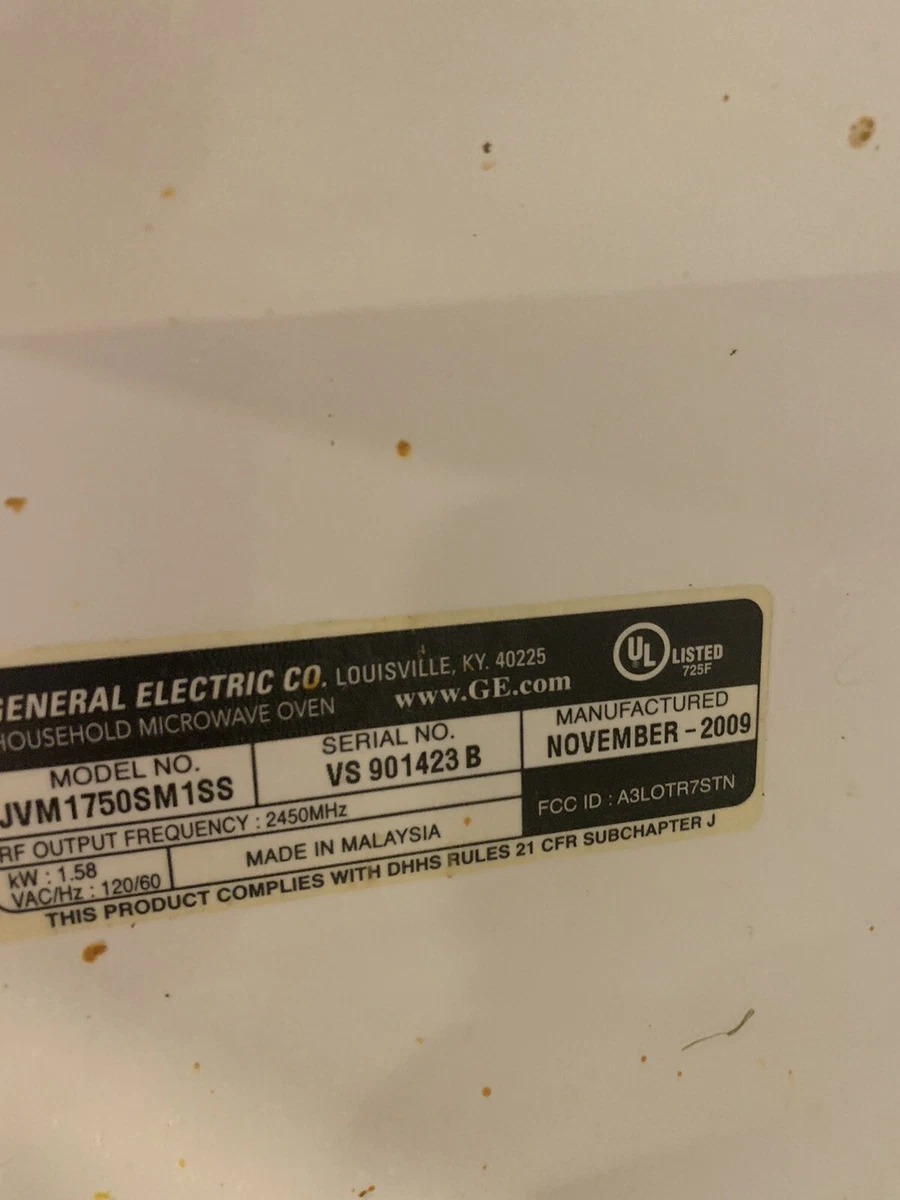 GENERAL ELECTRIC CO. LOUISVILLE, KY. 40225
HOUSEHOLD MICROWAVE OVEN www.GE.com
UL LISTED
725F
MODEL NO.
JVM1750SM1SS
SERIAL NO.
VS 901423 B
MANUFACTURED
NOVEMBER - 2009
RF OUTPUT FREQUENCY : 2450MHz
FCC ID : A3LOTR7STN
kW : 1.58
VAC/Hz : 120/60
MADE IN MALAYSIA
THIS PRODUCT COMPLIES WITH DHHS RULES 21 CFR SUBCHAPTER J